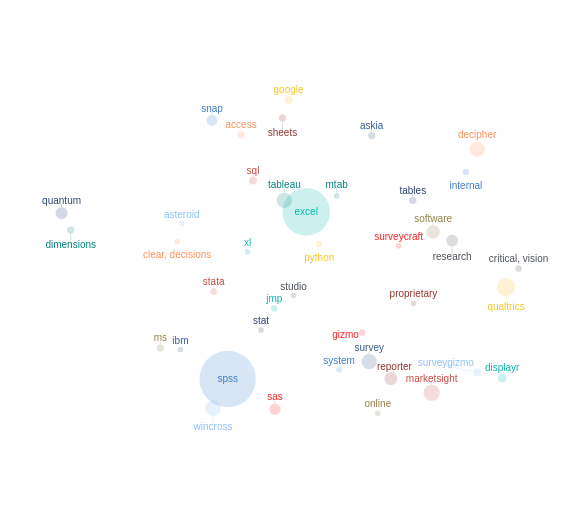 google
snap
access
sheets
askia
decipher
sql
tableau
mtab
internal
quantum
asteroid
excel
tables
software
dimensions
clear, decisions
xl
python
surveycraft
research
critical, vision
stata
studio
jmp
proprietary
qualtrics
stat
gizmo
ms
ibm
survey
system
reporter
surveygizmo
displayr
spss
marketsight
sas
online
wincross